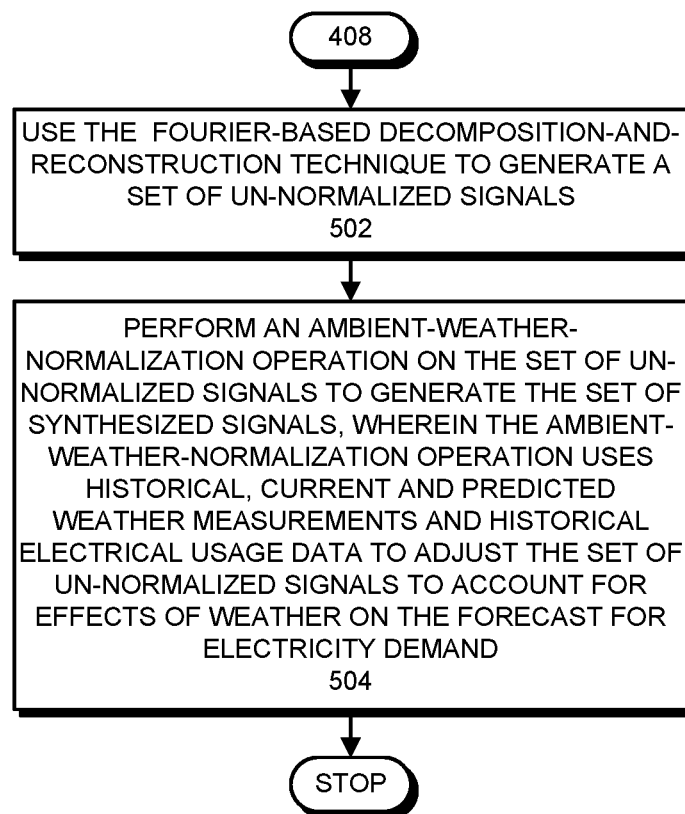 408
USE THE FOURIER-BASED DECOMPOSITION-AND-
RECONSTRUCTION TECHNIQUE TO GENERATE A
SET OF UN-NORMALIZED SIGNALS
502
PERFORM AN AMBIENT-WEATHER-
NORMALIZATION OPERATION ON THE SET OF UN-
NORMALIZED SIGNALS TO GENERATE THE SET OF
SYNTHESIZED SIGNALS, WHEREIN THE AMBIENT-
WEATHER-NORMALIZATION OPERATION USES
HISTORICAL, CURRENT AND PREDICTED
WEATHER MEASUREMENTS AND HISTORICAL
ELECTRICAL USAGE DATA TO ADJUST THE SET OF
UN-NORMALIZED SIGNALS TO ACCOUNT FOR
EFFECTS OF WEATHER ON THE FORECAST FOR
ELECTRICITY DEMAND
504
STOP